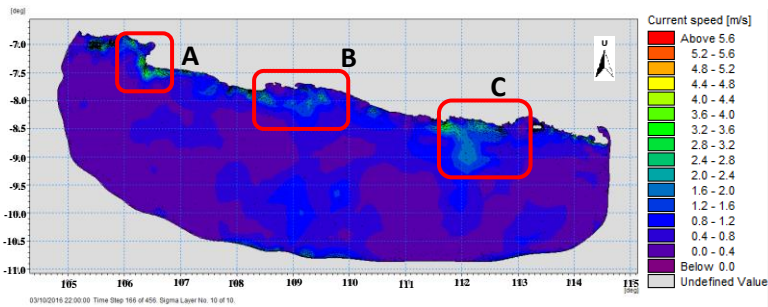 [deg]
-7.0
-7.5
-8.0
-8.5
-9.0
-9.5
-10.0
-10.5
-11.0
A
B
C
U
105 106 107 108 109 110 111 112 113 114 115
[deg]
03/10/2016 22:00:00 Time Step 166 of 456. Sigma Layer No. 10 of 10.
Current speed [m/s]
Above 5.6
5.2 - 5.6
4.8 - 5.2
4.4 - 4.8
4.0 - 4.4
3.6 - 4.0
3.2 - 3.6
2.8 - 3.2
2.4 - 2.8
2.0 - 2.4
1.6 - 2.0
1.2 - 1.6
0.8 - 1.2
0.4 - 0.8
0.0 - 0.4
Below 0.0
Undefined Value